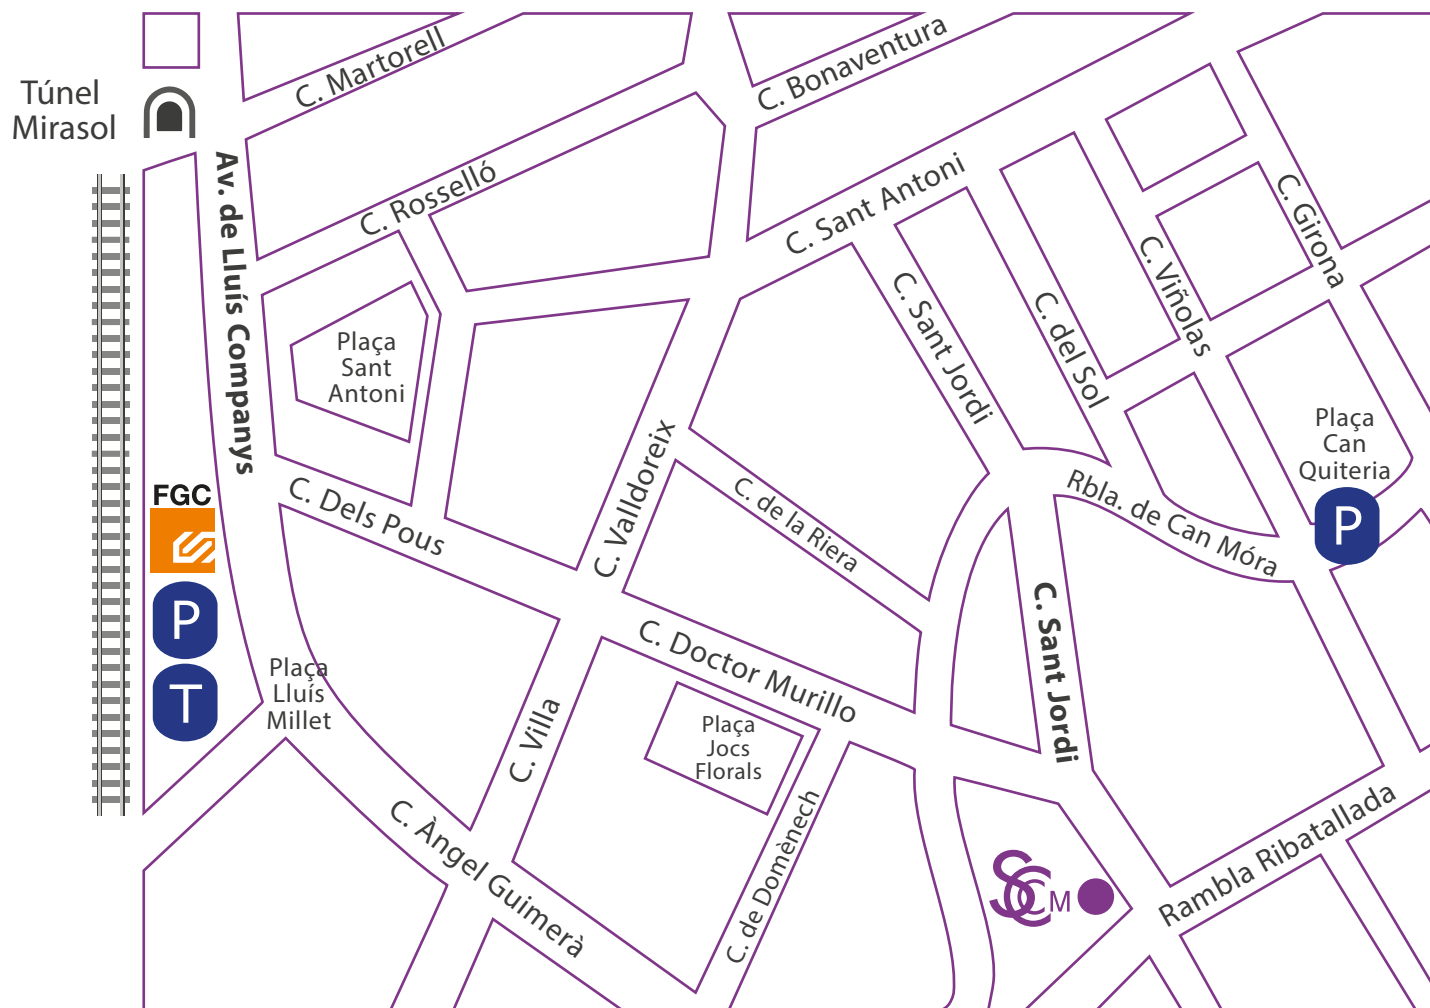 C. Martorell
C. Bonaventura
Túnel
Mirasol
Av. de Lluís Companys
C. Rosselló
C. Sant Antoni
C. Girona
C. Viñolas
C. Sant Jordi
C. del Sol
Plaça
Sant
Antoni
Plaça
Can
Quiteria
P
C. Valldoreix
C. de la Riera
Rbla. de Can Móra
FGC
C. Dels Pous
P
T
C. Sant Jordi
C. Doctor Murillo
Plaça
Lluís
Millet
C. Villa
Plaça
Jocs
Florals
C. de Domènech
C. Àngel Guimerà
SCCM
Rambla Ribatallada